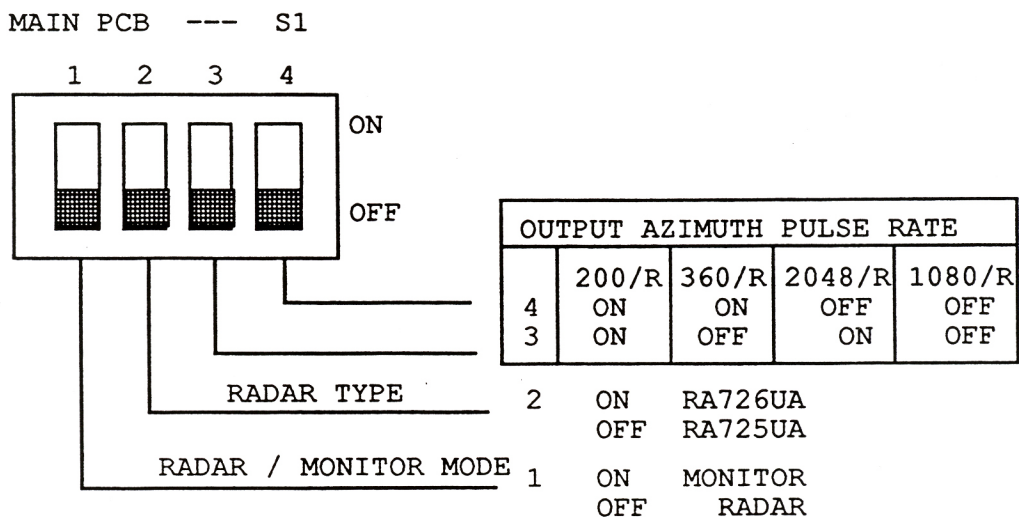 MAIN PCB --- S1
1 2 3 4
ON
OFF
OUTPUT AZIMUTH PULSE RATE
200/R 360/R 2048/R 1080/R
4 ON ON OFF OFF
3 ON OFF ON OFF
RADAR TYPE 2 ON RA726UA
OFF RA725UA
RADAR / MONITOR MODE 1 ON MONITOR
OFF RADAR